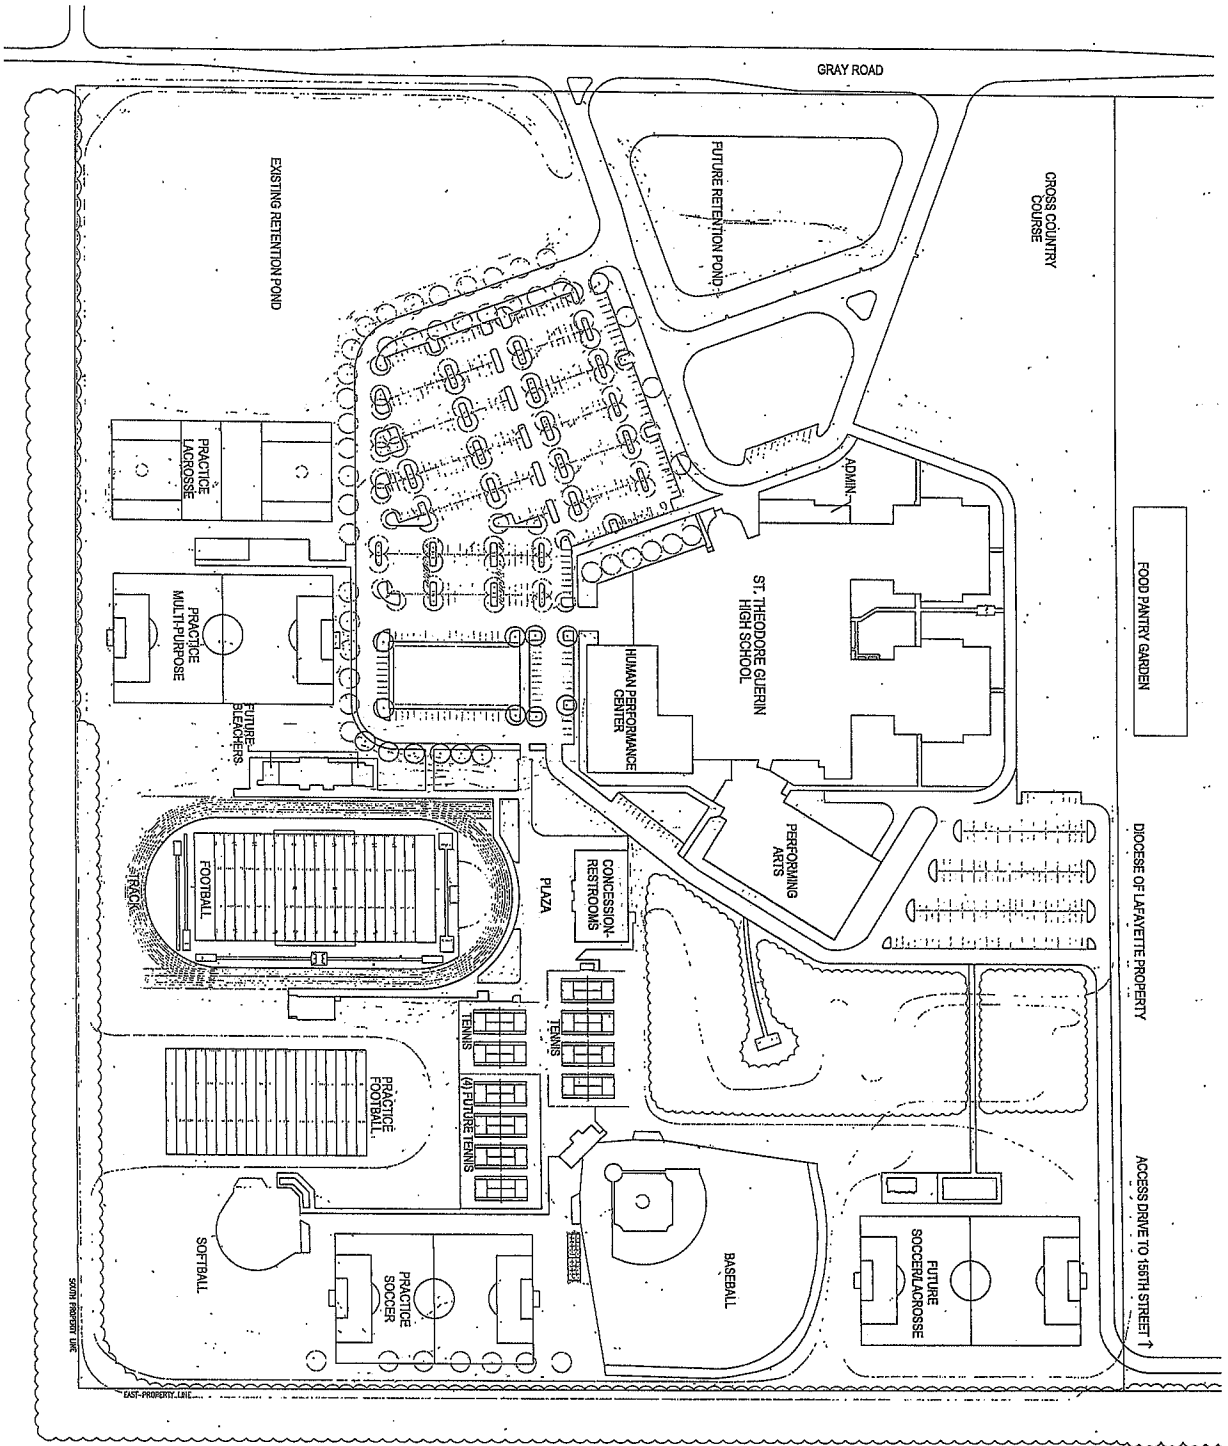 GRAY ROAD
EXISTING RETENTION POND
FUTURE RETENTION POND
CROSS COUNTRY
COURSE
PRACTICE
LACROSSE
ADMIN.
FOOD PANTRY GARDEN
PRACTICE
MULTI-PURPOSE
ST. THEODORE GUERIN
HIGH SCHOOL
HUMAN PERFORMANCE
CENTER
FUTURE
BLEACHERS
FOOTBALL
TRACK
PLAZA
CONCESSION-
RESTROOMS
PERFORMING
ARTS
DIOCESE OF LAFAYETTE PROPERTY
TENNIS
TENNIS
(4) FUTURE TENNIS
PRACTICE
FOOTBALL
ACCESS DRIVE TO 156TH STREET
SOFTBALL
PRACTICE
SOCCER
BASEBALL
FUTURE
SOCCER/LACROSSE
SOUTH PROPERTY LINE
EAST PROPERTY LINE